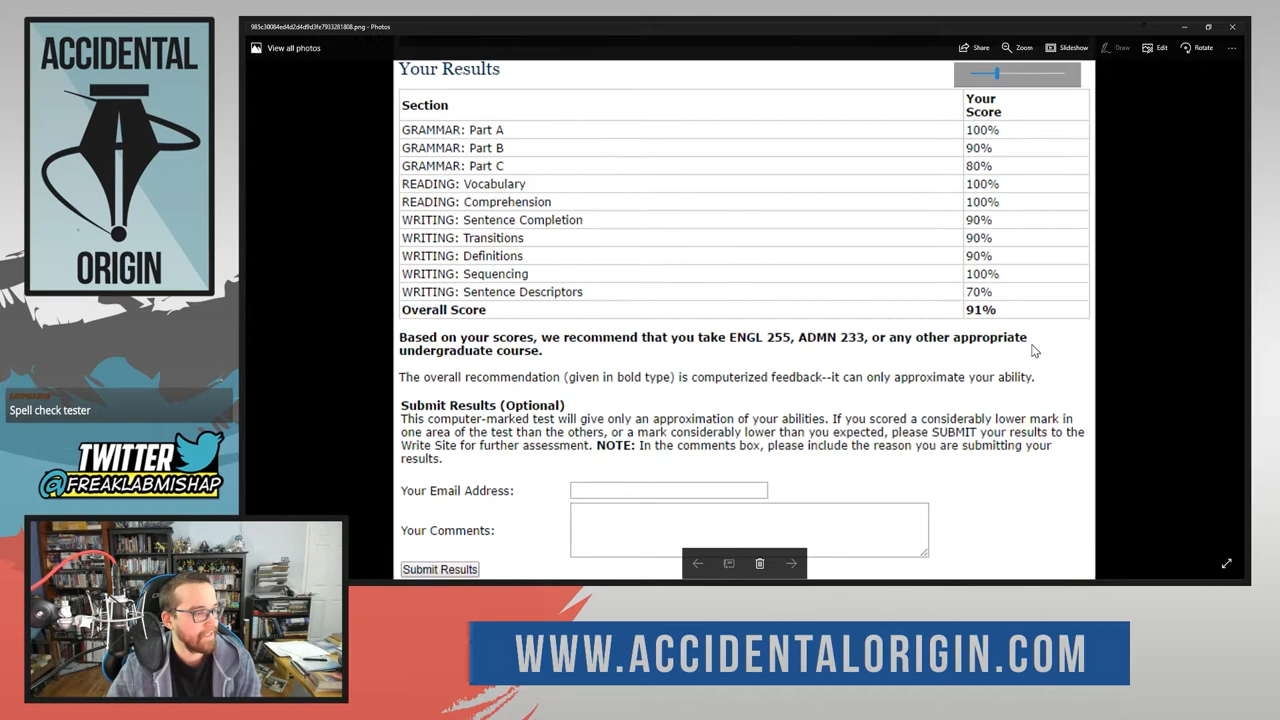 ACCIDENTAL
ORIGIN
Spell check tester
TWITTER
@FREAKLABMISHAP
985c30084ed4d2d4d9d3fe7933281808.png - Photos
View all photos
Share
Zoom
Slideshow
Draw
Edit
Rotate
Your Results
Section Your Score
GRAMMAR: Part A 100%
GRAMMAR: Part B 90%
GRAMMAR: Part C 80%
READING: Vocabulary 100%
READING: Comprehension 100%
WRITING: Sentence Completion 90%
WRITING: Transitions 90%
WRITING: Definitions 90%
WRITING: Sequencing 100%
WRITING: Sentence Descriptors 70%
Overall Score 91%
Based on your scores, we recommend that you take ENGL 255, ADMN 233, or any other appropriate
undergraduate course.
The overall recommendation (given in bold type) is computerized feedback--it can only approximate your ability.
Submit Results (Optional)
This computer-marked test will give only an approximation of your abilities. If you scored a considerably lower mark in
one area of the test than the others, or a mark considerably lower than you expected, please SUBMIT your results to the
Write Site for further assessment. NOTE: In the comments box, please include the reason you are submitting your
results.
Your Email Address:
Your Comments:
Submit Results
WWW.ACCIDENTALORIGIN.COM